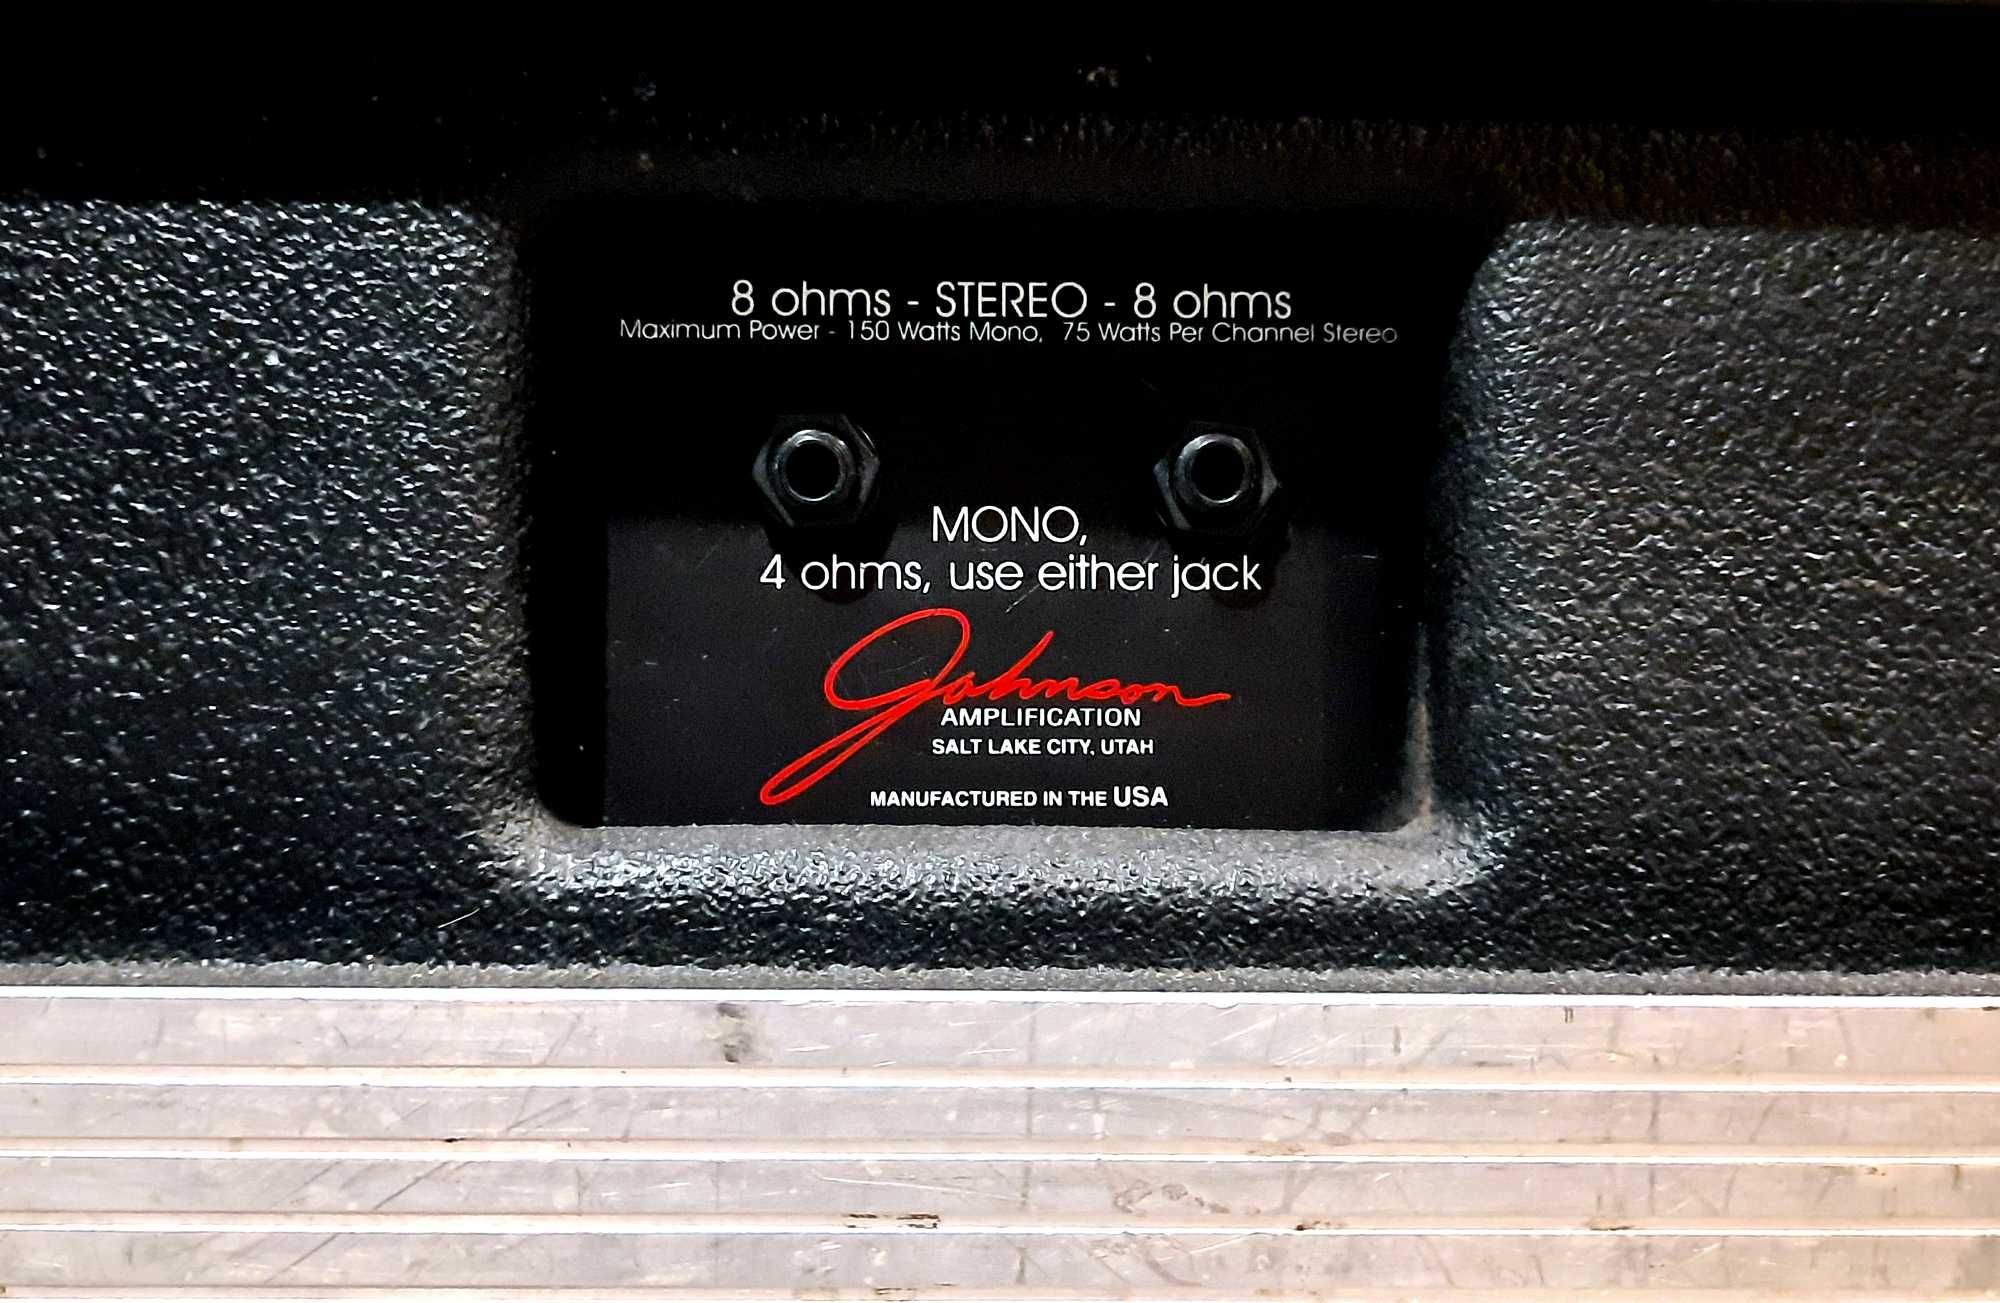 8 ohms - STEREO - 8 ohms
Maximum Power - 150 Watts Mono, 75 Watts Per Channel Stereo
MONO,
4 ohms, use either jack
Johnson
AMPLIFICATION
SALT LAKE CITY, UTAH
MANUFACTURED IN THE USA